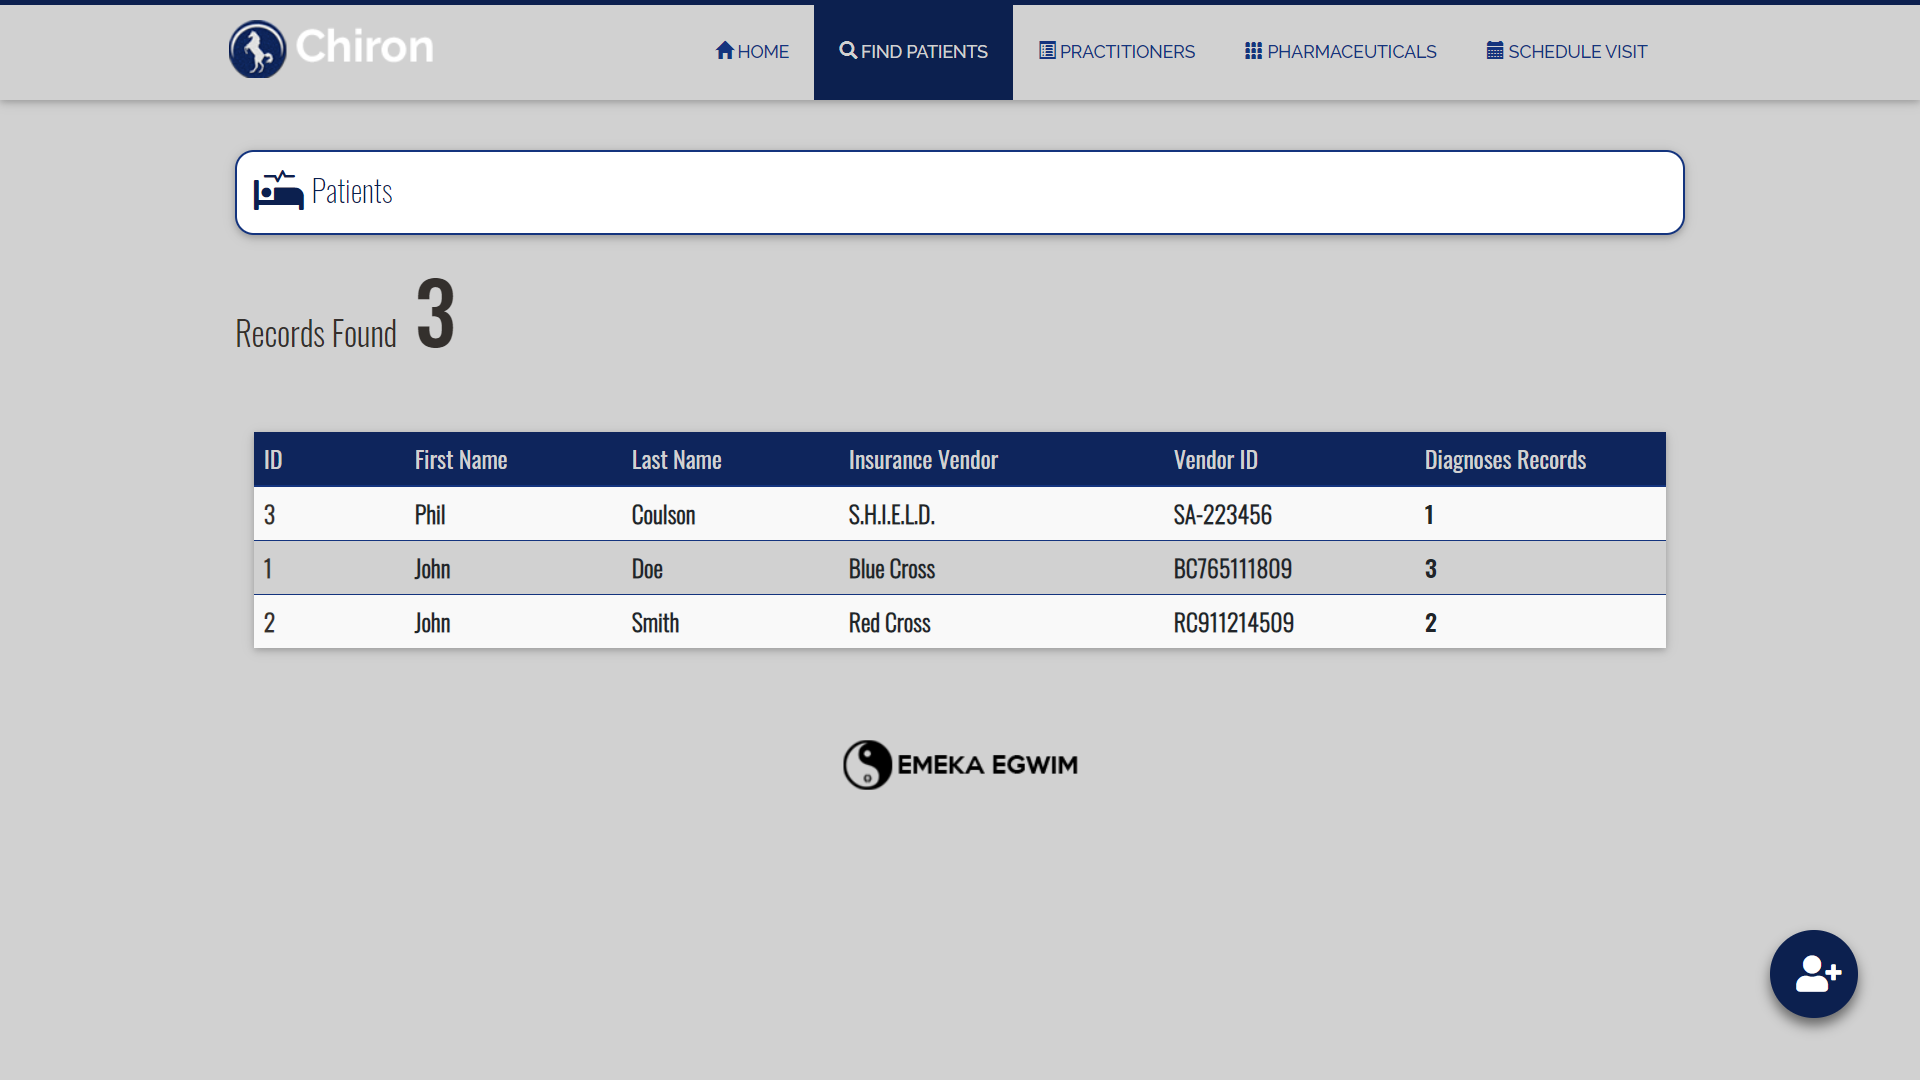 Chiron
HOME
FIND PATIENTS
PRACTITIONERS
PHARMACEUTICALS
SCHEDULE VISIT
Patients
Records Found 3
ID First Name Last Name Insurance Vendor Vendor ID Diagnoses Records
3 Phil Coulson S.H.I.E.L.D. SA-223456 1
1 John Doe Blue Cross BC765111809 3
2 John Smith Red Cross RC911214509 2
EMEKA EGWIM